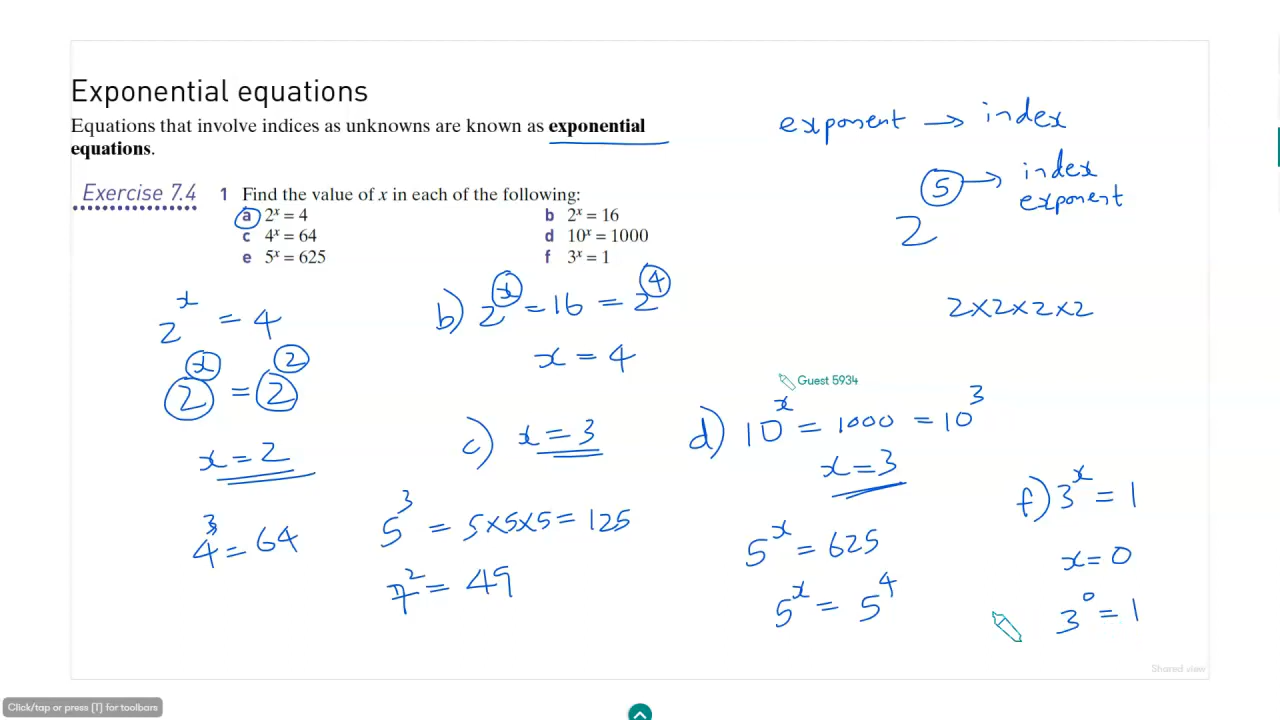 Exponential equations
Equations that involve indices as unknowns are known as exponential
equations.
exponent → index
Exercise 7.4 1 Find the value of x in each of the following:
a 2ˣ = 4 b 2ˣ = 16
c 4ˣ = 64 d 10ˣ = 1000
e 5ˣ = 625 f 3ˣ = 1
2⁵ → index
exponent
2ˣ = 4
2ˣ = 2²
x = 2
4³ = 64
b) 2ˣ = 16 = 2⁴
x = 4
2×2×2×2
c) x = 3
5³ = 5×5×5 = 125
7² = 49
Guest 5934
d) 10ˣ = 1000 = 10³
x = 3
5ˣ = 625
5ˣ = 5⁴
f) 3ˣ = 1
x = 0
3⁰ = 1
Shared view
Click/tap or press [T] for toolbars